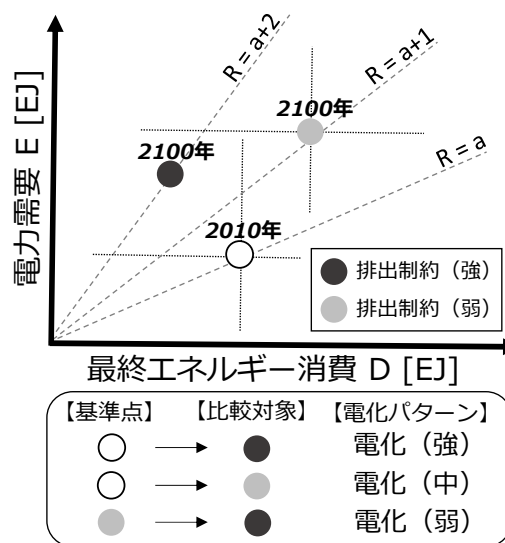 R = a+2
R = a+1
2100年
2100年
R = a
2010年
電力需要 E [EJ]
排出制約（強）
排出制約（弱）
最終エネルギー消費 D [EJ]
【基準点】 【比較対象】 【電化パターン】
電化（強）
電化（中）
電化（弱）